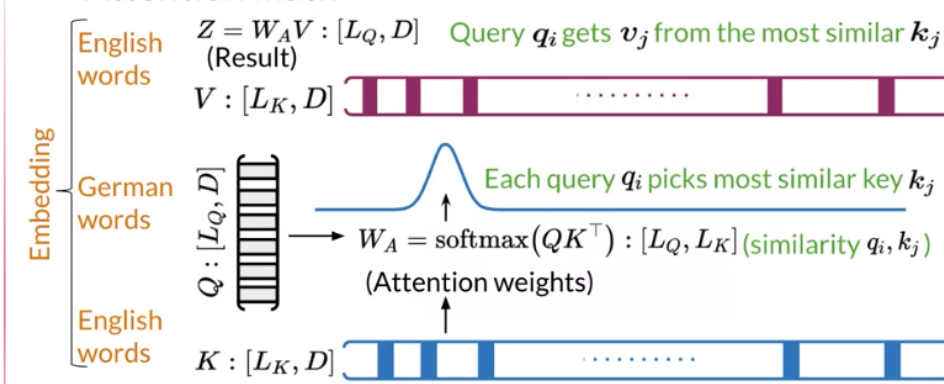 Embedding
English words
Z = W_A V : [L_Q, D]
(Result)
Query q_i gets v_j from the most similar k_j
V : [L_K, D]
..........
German words
Q : [L_Q, D]
Each query q_i picks most similar key k_j
W_A = softmax(QK^⊤) : [L_Q, L_K] (similarity q_i, k_j)
(Attention weights)
English words
K : [L_K, D]
..........